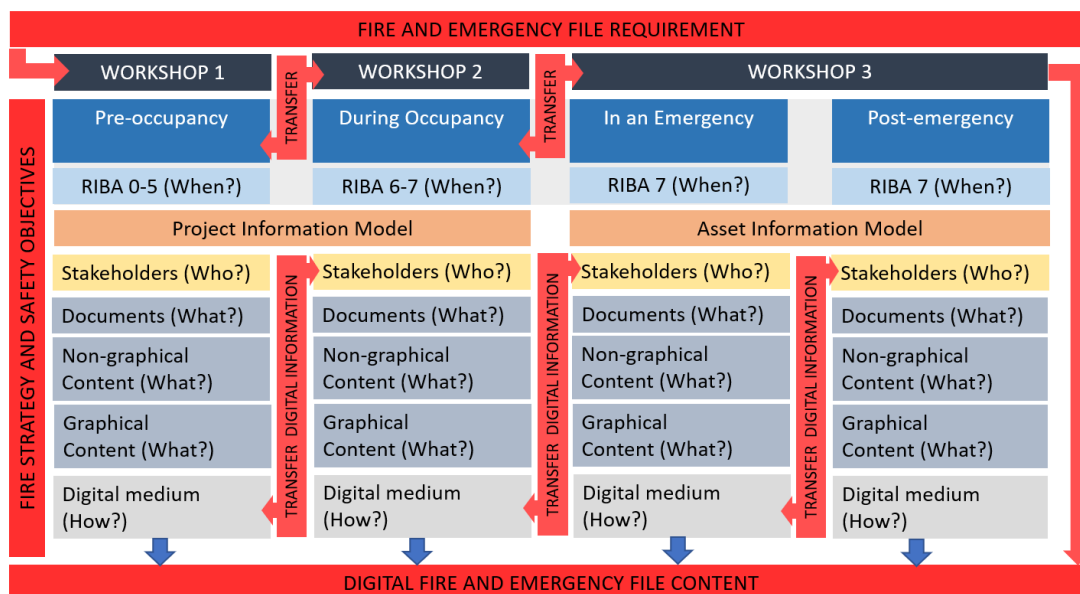 FIRE AND EMERGENCY FILE REQUIREMENT
WORKSHOP 1
WORKSHOP 2
WORKSHOP 3
TRANSFER
TRANSFER
Pre-occupancy
During Occupancy
In an Emergency
Post-emergency
RIBA 0-5 (When?)
RIBA 6-7 (When?)
RIBA 7 (When?)
RIBA 7 (When?)
FIRE STRATEGY AND SAFETY OBJECTIVES
Project Information Model
Asset Information Model
Stakeholders (Who?)
Documents (What?)
Non-graphical
Content (What?)
Graphical
Content (What?)
Digital medium
(How?)
TRANSFER DIGITAL INFORMATION
Stakeholders (Who?)
Documents (What?)
Non-graphical
Content (What?)
Graphical
Content (What?)
Digital medium
(How?)
TRANSFER DIGITAL INFORMATION
Stakeholders (Who?)
Documents (What?)
Non-graphical
Content (What?)
Graphical
Content (What?)
Digital medium
(How?)
TRANSFER DIGITAL INFORMATION
Stakeholders (Who?)
Documents (What?)
Non-graphical
Content (What?)
Graphical
Content (What?)
Digital medium
(How?)
DIGITAL FIRE AND EMERGENCY FILE CONTENT